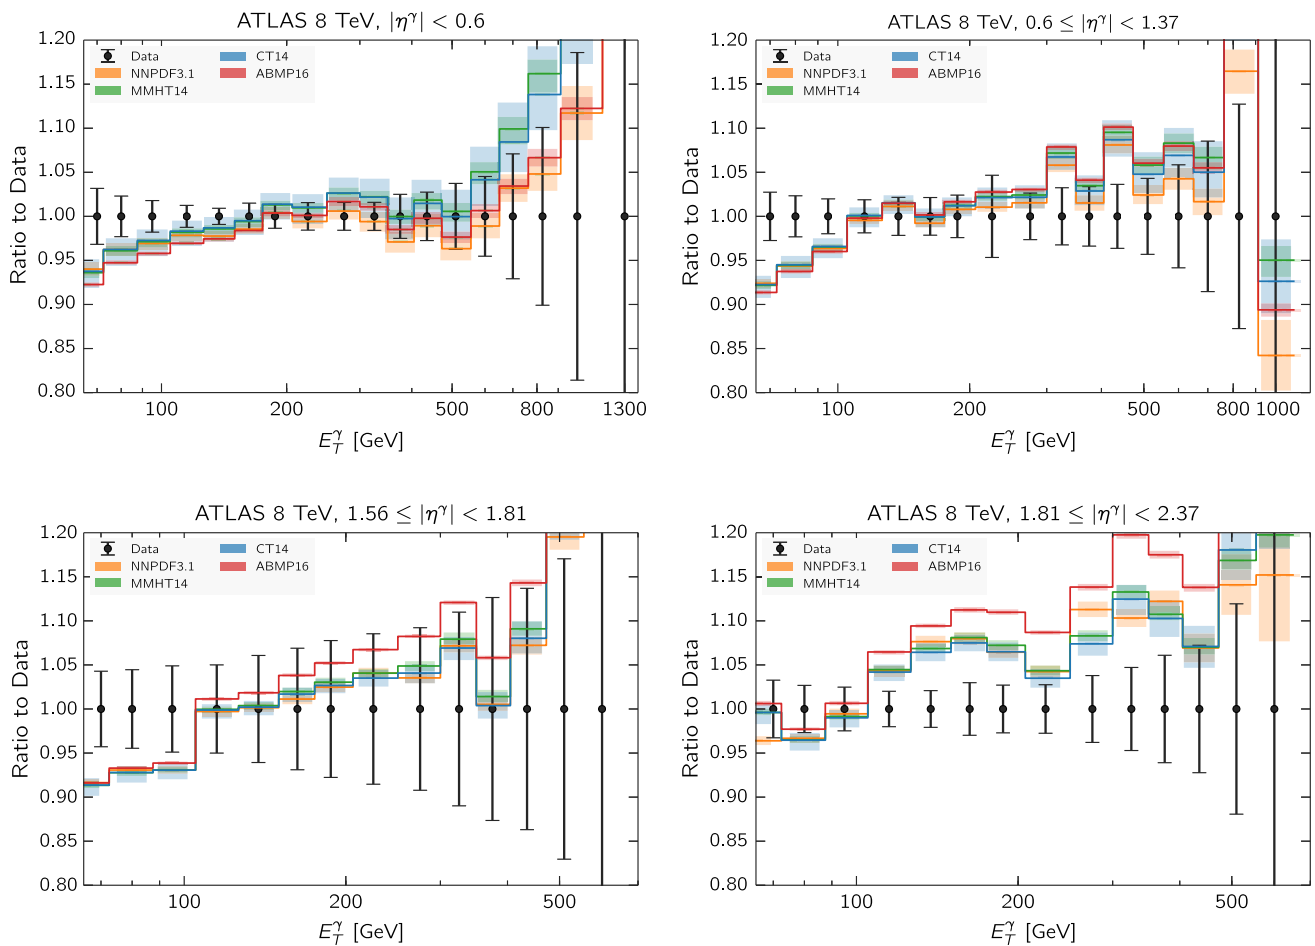 ATLAS 8 TeV, |η^γ| < 0.6
Data
NNPDF3.1
MMHT14
CT14
ABMP16
Ratio to Data
1.20
1.15
1.10
1.05
1.00
0.95
0.90
0.85
0.80
100
200
500
800
1300
E_T^γ [GeV]
ATLAS 8 TeV, 0.6 ≤ |η^γ| < 1.37
Data
NNPDF3.1
MMHT14
CT14
ABMP16
Ratio to Data
1.20
1.15
1.10
1.05
1.00
0.95
0.90
0.85
0.80
100
200
500
800
1000
E_T^γ [GeV]
ATLAS 8 TeV, 1.56 ≤ |η^γ| < 1.81
Data
NNPDF3.1
MMHT14
CT14
ABMP16
Ratio to Data
1.20
1.15
1.10
1.05
1.00
0.95
0.90
0.85
0.80
100
200
500
E_T^γ [GeV]
ATLAS 8 TeV, 1.81 ≤ |η^γ| < 2.37
Data
NNPDF3.1
MMHT14
CT14
ABMP16
Ratio to Data
1.20
1.15
1.10
1.05
1.00
0.95
0.90
0.85
0.80
100
200
500
E_T^γ [GeV]